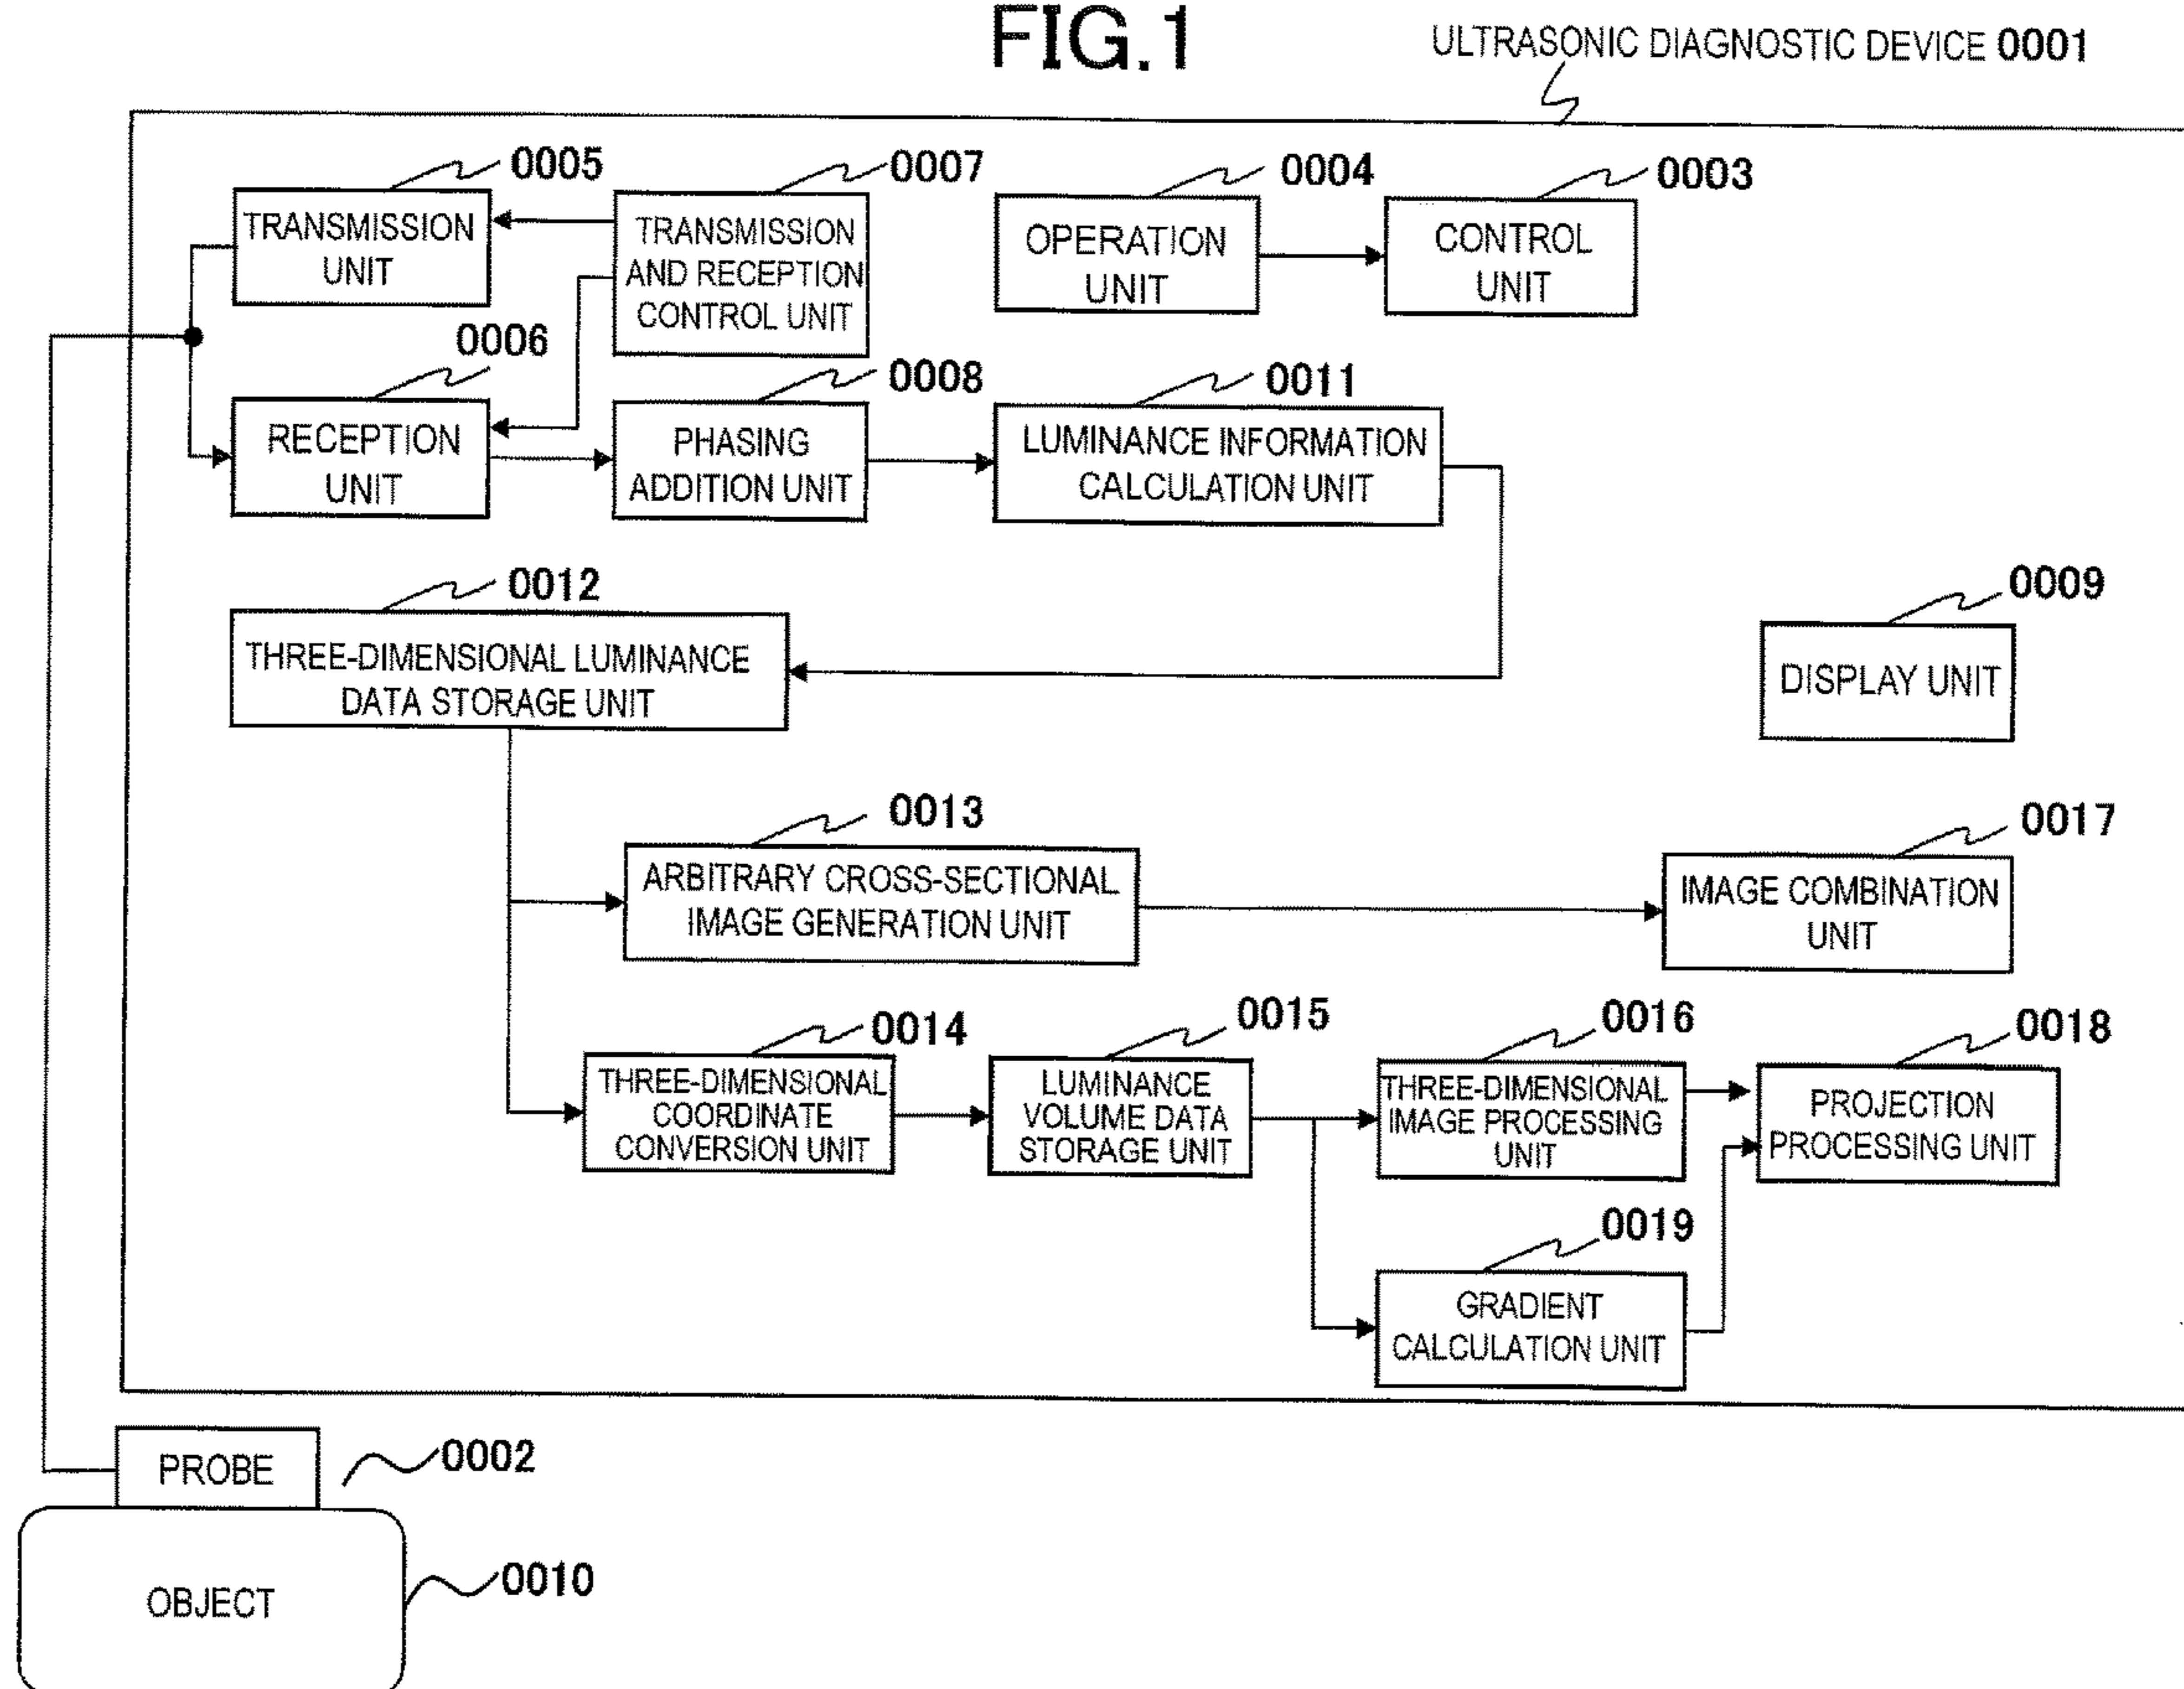 FIG.1
ULTRASONIC DIAGNOSTIC DEVICE 0001
0005
0007
0004
0003
TRANSMISSION
UNIT
TRANSMISSION
AND RECEPTION
CONTROL UNIT
OPERATION
UNIT
CONTROL
UNIT
0006
0008
0011
RECEPTION
UNIT
PHASING
ADDITION UNIT
LUMINANCE INFORMATION
CALCULATION UNIT
0012
0009
THREE-DIMENSIONAL LUMINANCE
DATA STORAGE UNIT
DISPLAY UNIT
0013
0017
ARBITRARY CROSS-SECTIONAL
IMAGE GENERATION UNIT
IMAGE COMBINATION
UNIT
0014
0015
0016
0018
THREE-DIMENSIONAL
COORDINATE
CONVERSION UNIT
LUMINANCE
VOLUME DATA
STORAGE UNIT
THREE-DIMENSIONAL
IMAGE PROCESSING
UNIT
PROJECTION
PROCESSING UNIT
0019
GRADIENT
CALCULATION UNIT
PROBE
0002
OBJECT
0010